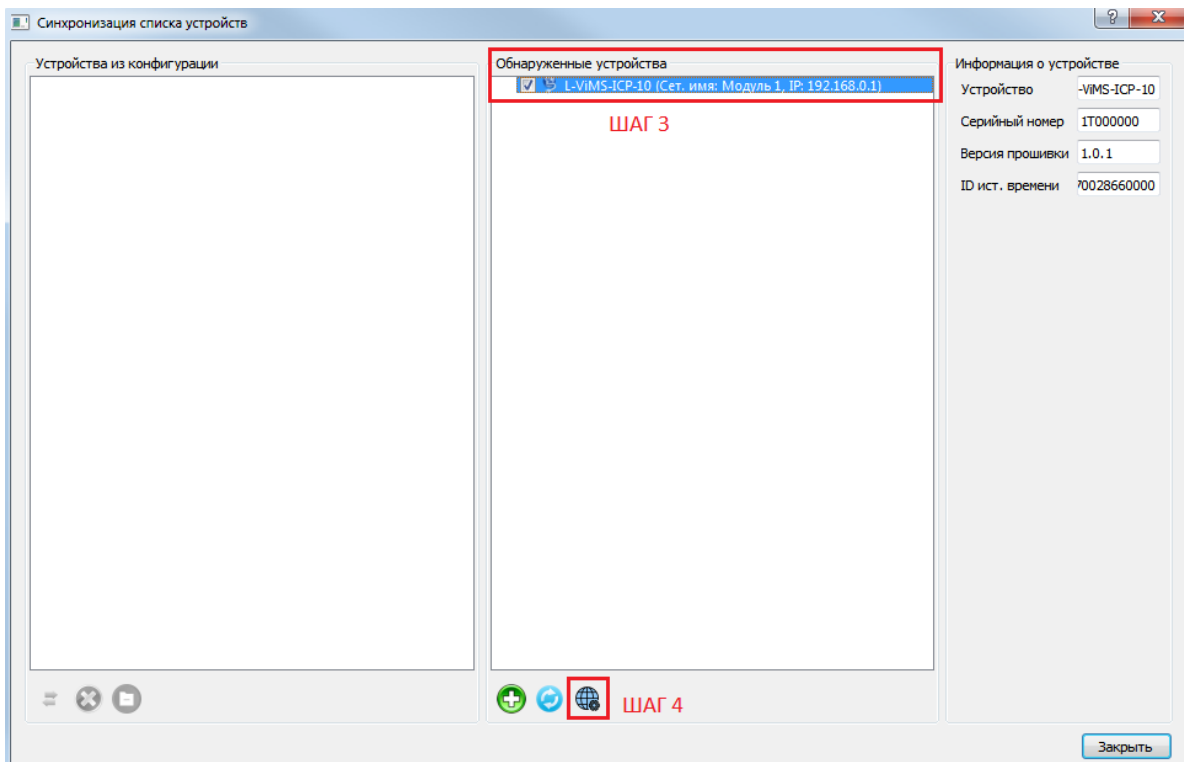 Синхронизация списка устройств
Устройства из конфигурации
Обнаруженные устройства
L-ViMS-ICP-10 (Сет. имя: Модуль 1, IP: 192.168.0.1)
ШАГ 3
ШАГ 4
Информация о устройстве
Устройство -ViMS-ICP-10
Серийный номер 1T000000
Версия прошивки 1.0.1
ID ист. времени 70028660000
Закрыть